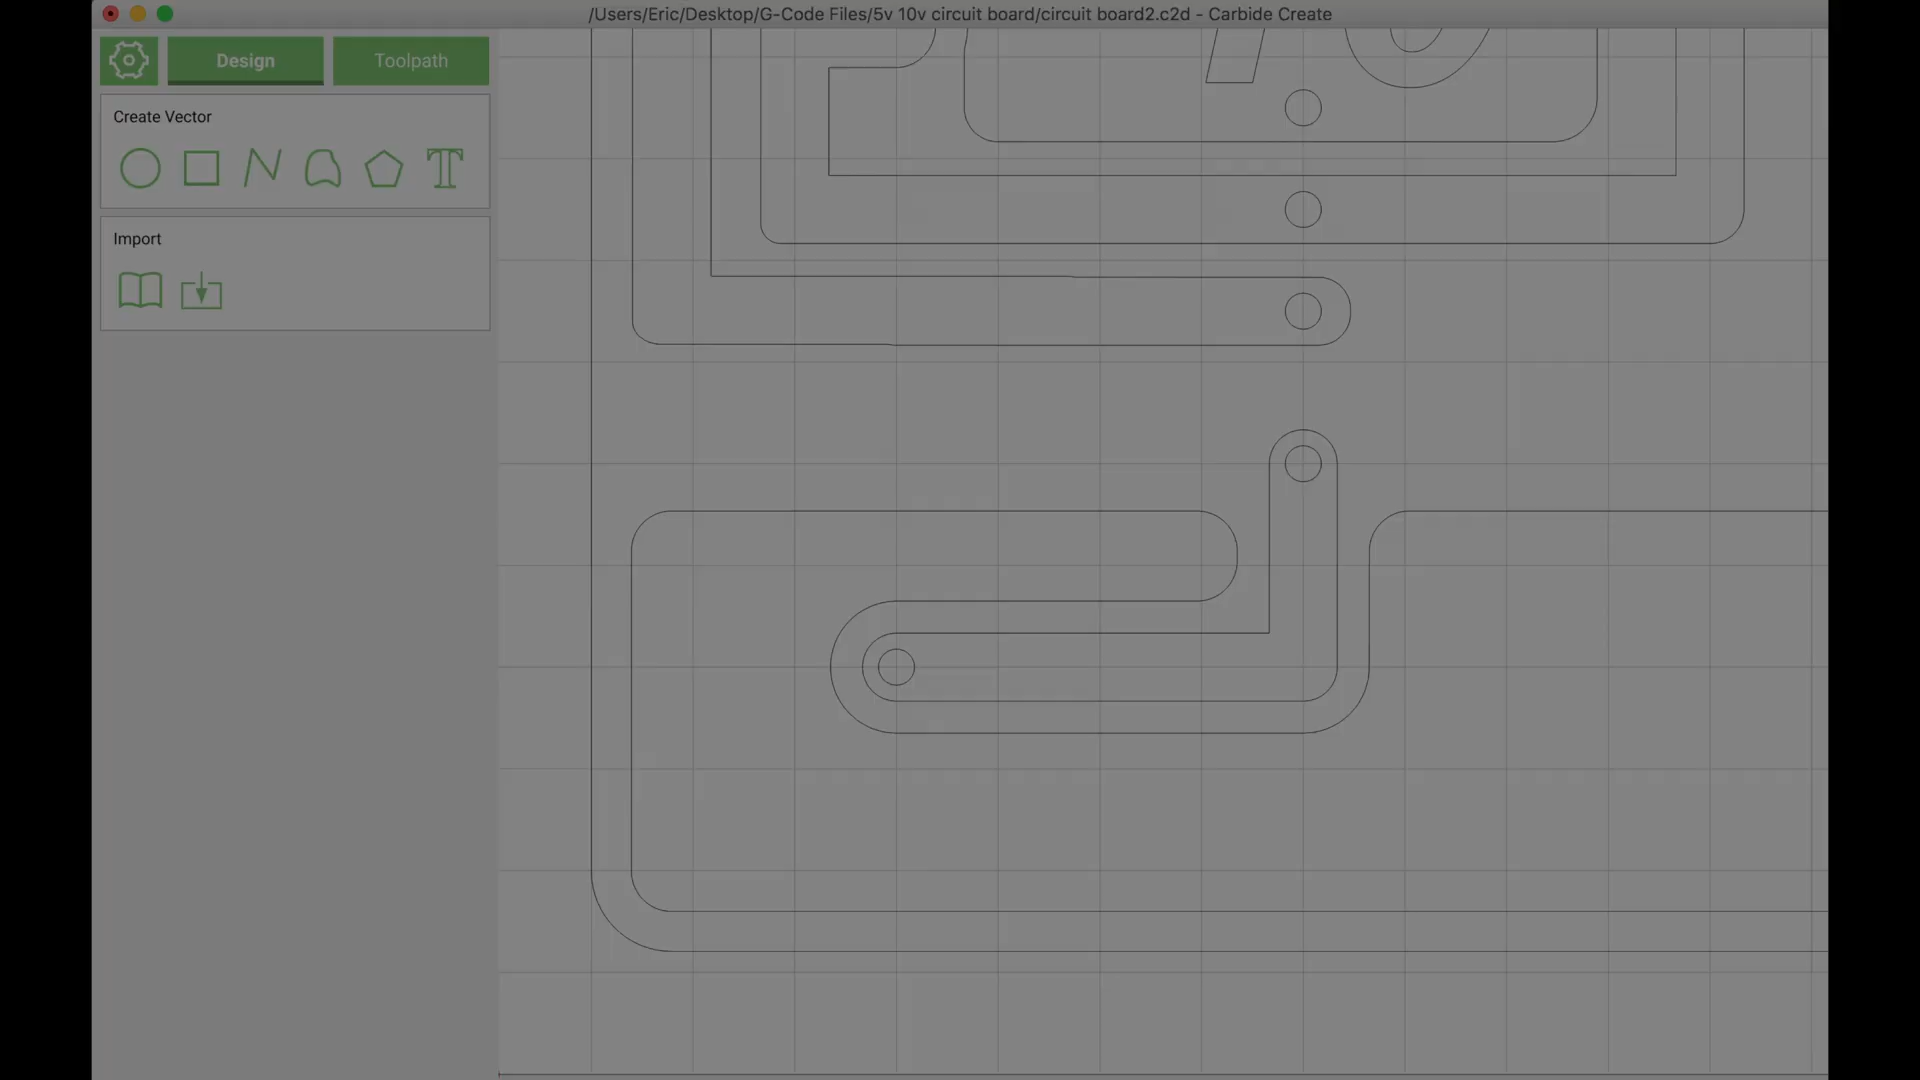 /Users/Eric/Desktop/G-Code Files/5v 10v circuit board/circuit board2.c2d - Carbide Create
Design
Toolpath
Create Vector
T
Import